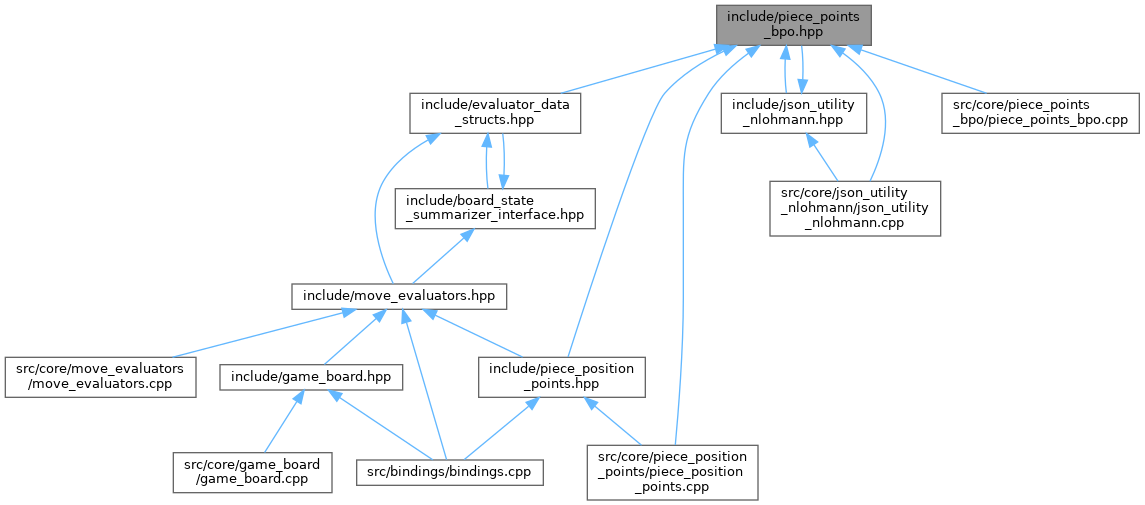 include/piece_points
_bpo.hpp
include/evaluator_data
_structs.hpp
include/json_utility
_nlohmann.hpp
src/core/piece_points
_bpo/piece_points_bpo.cpp
include/board_state
_summarizer_interface.hpp
src/core/json_utility
_nlohmann/json_utility
_nlohmann.cpp
include/move_evaluators.hpp
src/core/move_evaluators
/move_evaluators.cpp
include/game_board.hpp
include/piece_position
_points.hpp
src/core/game_board
/game_board.cpp
src/bindings/bindings.cpp
src/core/piece_position
_points/piece_position
_points.cpp